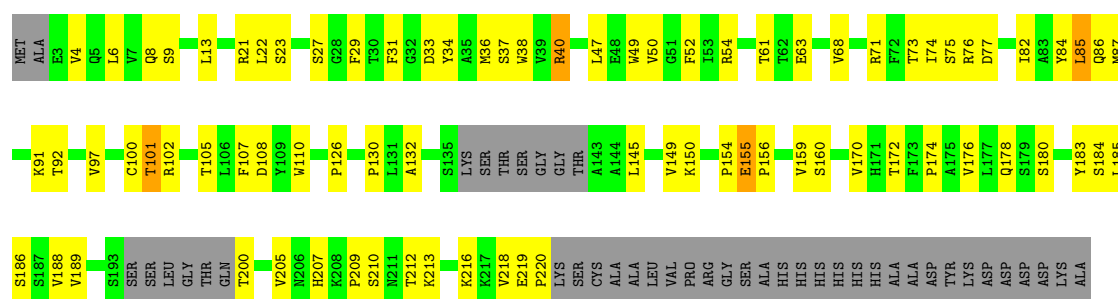 MET ALA E3 V4 Q5 L6 V7 Q8 S9 L13 R21 L22 S23 S27 G28 F29 T30 F31 G32 D33 Y34 A35 M36 S37 W38 V39 R40 L47 E48 W49 V50 G51 F52 I53 R54 T61 T62 E63 V68 R71 F72 T73 I74 S75 R76 D77 I82 A83 Y84 L85 Q86 M87
K91 T92 V97 C100 T101 R102 T105 L106 F107 D108 Y109 W110 P126 P130 L131 A132 S135 LYS SER THR SER GLY GLY THR A143 A144 L145 V149 K150 P154 E155 P156 V159 S160 V170 H171 T172 F173 P174 A175 V176 L177 Q178 S179 S180 Y183 S184 L185
S186 S187 V188 V189 S193 SER SER LEU GLY THR GLN T200 V205 N206 H207 K208 P209 S210 N211 T212 K213 K216 K217 V218 E219 P220 LYS SER CYS ALA ALA LEU VAL PRO ARG GLY SER ALA HIS HIS HIS HIS HIS HIS ALA ALA ASP TYR LYS ASP ASP ASP ASP LYS ALA